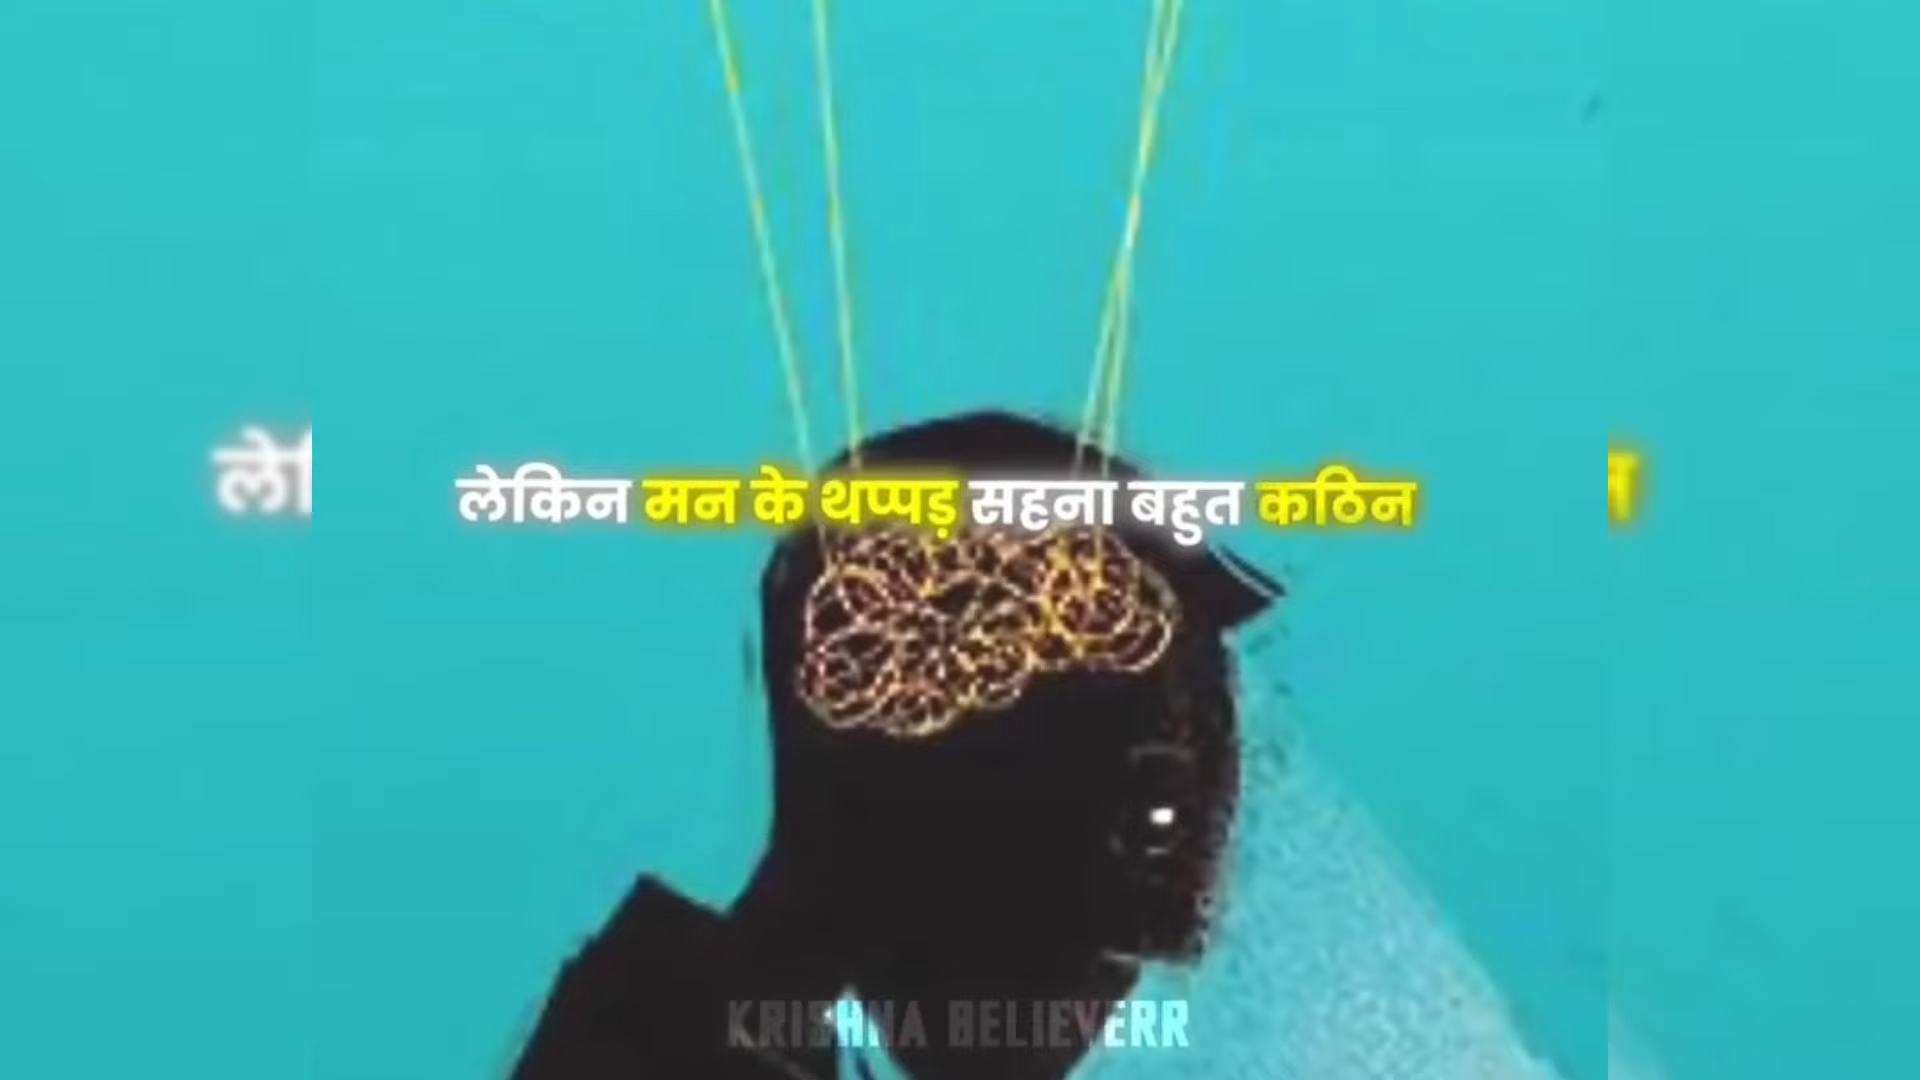 लेकिन मन के थप्पड़ सहना बहुत कठिन
KRISHNA BELIEVERR